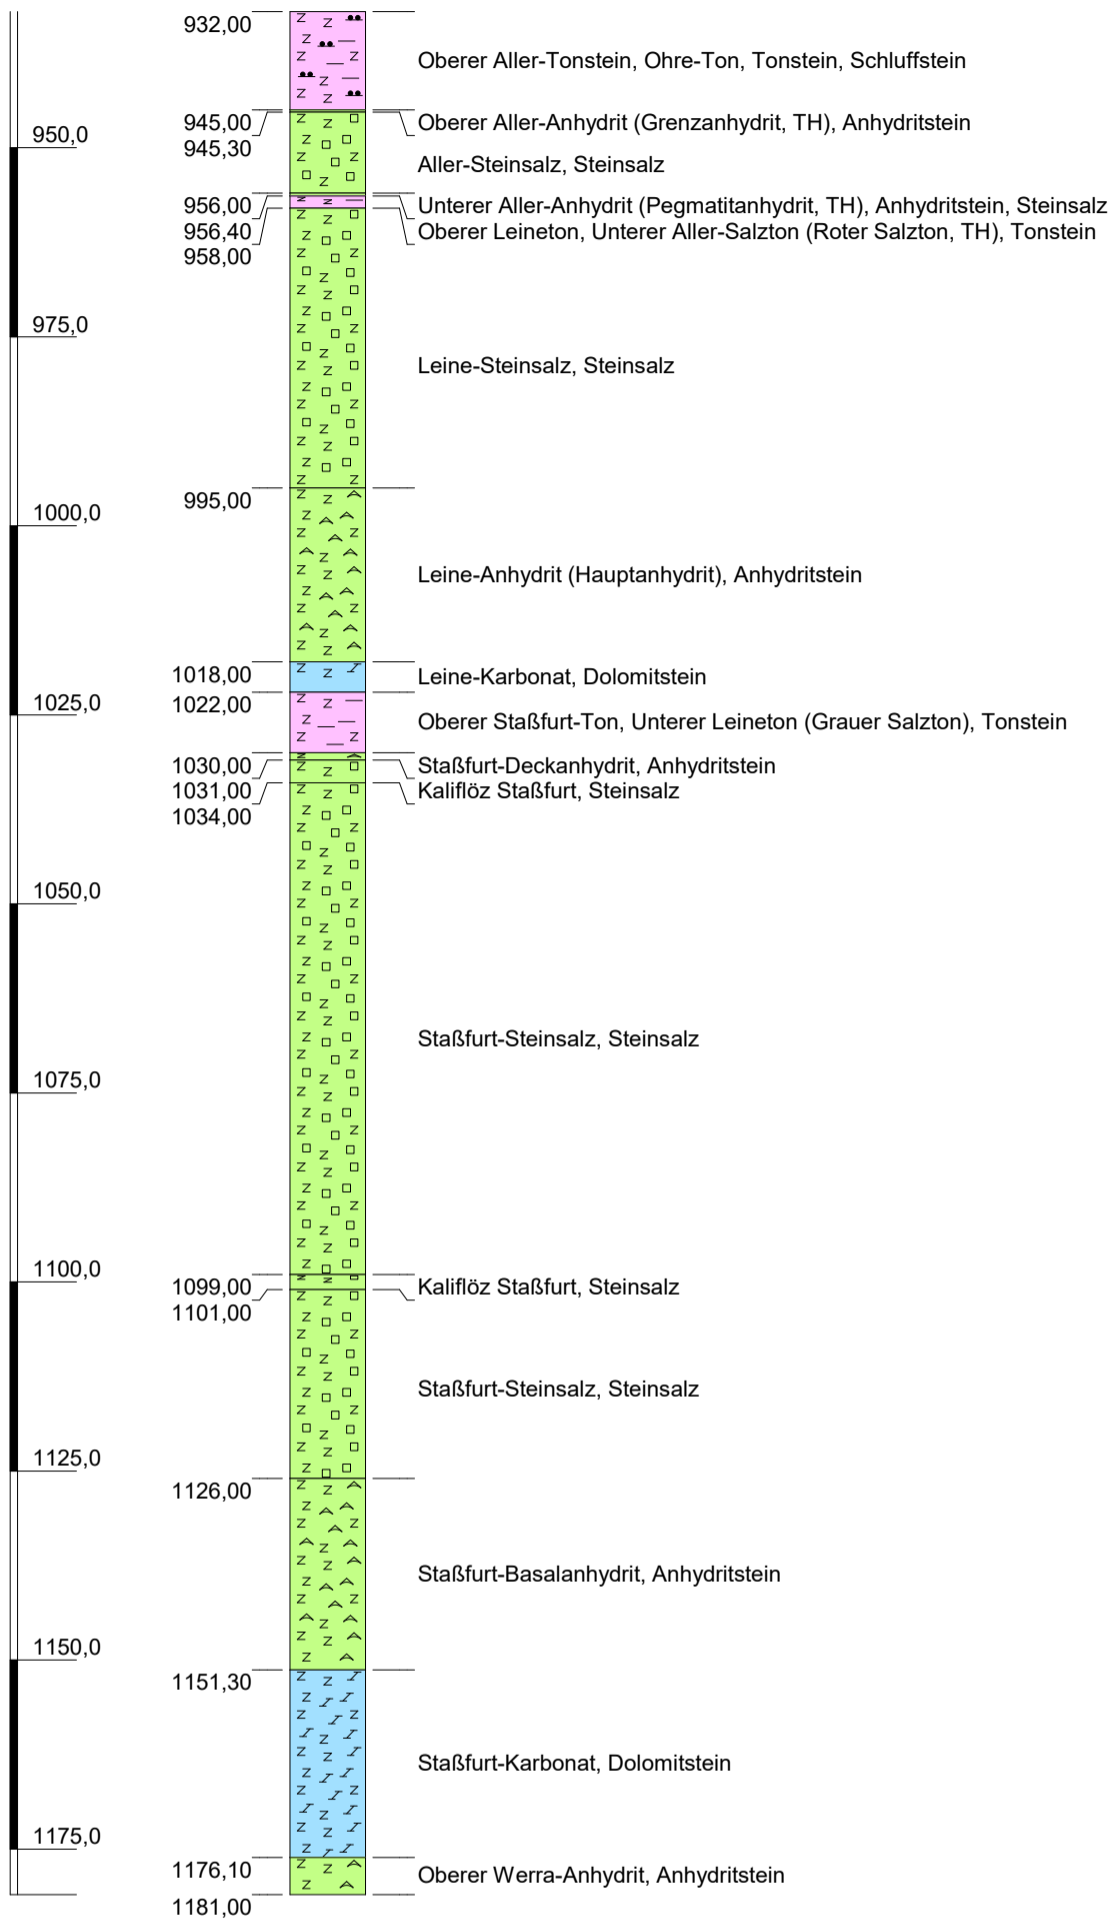 932,00
Oberer Aller-Tonstein, Ohre-Ton, Tonstein, Schluffstein
945,00
Oberer Aller-Anhydrit (Grenzanhydrit, TH), Anhydritstein
950,0
945,30
Aller-Steinsalz, Steinsalz
956,00
Unterer Aller-Anhydrit (Pegmatitanhydrit, TH), Anhydritstein, Steinsalz
956,40
Oberer Leineton, Unterer Aller-Salzton (Roter Salzton, TH), Tonstein
958,00
975,0
Leine-Steinsalz, Steinsalz
995,00
1000,0
Leine-Anhydrit (Hauptanhydrit), Anhydritstein
1018,00
Leine-Karbonat, Dolomitstein
1025,0
1022,00
Oberer Staßfurt-Ton, Unterer Leineton (Grauer Salzton), Tonstein
1030,00
Staßfurt-Deckanhydrit, Anhydritstein
1031,00
Kaliflöz Staßfurt, Steinsalz
1034,00
1050,0
Staßfurt-Steinsalz, Steinsalz
1075,0
1100,0
1099,00
Kaliflöz Staßfurt, Steinsalz
1101,00
Staßfurt-Steinsalz, Steinsalz
1125,0
1126,00
Staßfurt-Basalanhydrit, Anhydritstein
1150,0
1151,30
Staßfurt-Karbonat, Dolomitstein
1175,0
1176,10
Oberer Werra-Anhydrit, Anhydritstein
1181,00